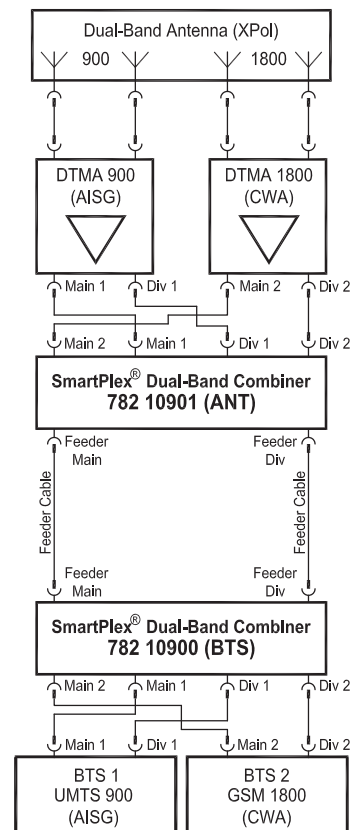 Dual-Band Antenna (XPol)
900 1800
DTMA 900 DTMA 1800
(AISG) (CWA)
Main 1 Div 1 Main 2 Div 2
Main 2 Main 1 Div 1 Div 2
SmartPlex® Dual-Band Combiner
782 10901 (ANT)
Feeder Feeder
Main Div
Feeder Cable Feeder Cable
Feeder Feeder
Main Div
SmartPlex® Dual-Band Combiner
782 10900 (BTS)
Main 2 Main 1 Div 1 Div 2
Main 1 Div 1 Main 2 Div 2
BTS 1 BTS 2
UMTS 900 GSM 1800
(AISG) (CWA)